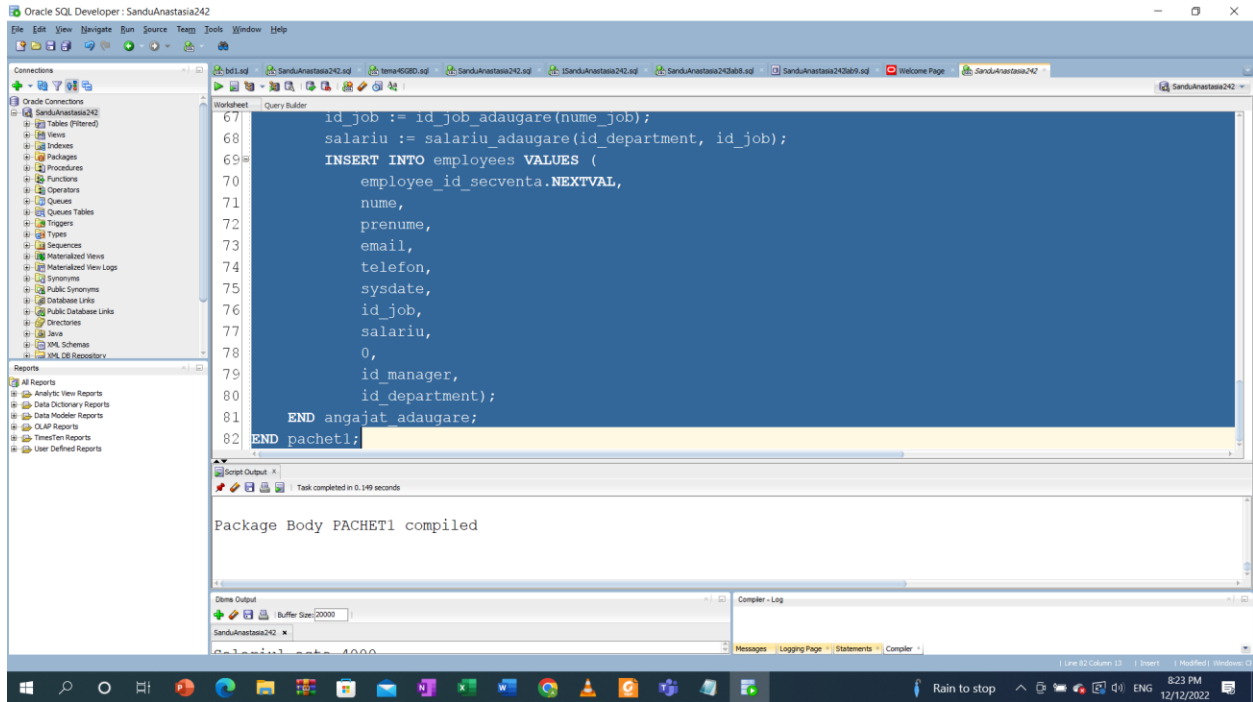 Oracle SQL Developer : SanduAnastasia242
File Edit View Navigate Run Source Team Tools Window Help
Connections
bd1.sql SanduAnastasia242.sql tema4SGBD.sql SanduAnastasia242.sql 1SanduAnastasia242.sql SanduAnastasia242lab8.sql SanduAnastasia242lab9.sql Welcome Page SanduAnastasia242
SanduAnastasia242
Oracle Connections
SanduAnastasia242
Tables (Filtered)
Views
Indexes
Packages
Procedures
Functions
Operators
Queues
Queues Tables
Triggers
Types
Sequences
Materialized Views
Materialized View Logs
Synonyms
Public Synonyms
Database Links
Public Database Links
Directories
Java
XML Schemas
XML DB Repository
Reports
All Reports
Analytic View Reports
Data Dictionary Reports
Data Modeler Reports
OLAP Reports
TimesTen Reports
User Defined Reports
Worksheet Query Builder
67 id_job := id_job_adaugare(nume_job);
68 salariu := salariu_adaugare(id_department, id_job);
69 INSERT INTO employees VALUES (
70 employee_id_secventa.NEXTVAL,
71 nume,
72 prenume,
73 email,
74 telefon,
75 sysdate,
76 id_job,
77 salariu,
78 0,
79 id_manager,
80 id_department);
81 END angajat_adaugare;
82 END pachet1;
Script Output
Task completed in 0.149 seconds
Package Body PACHET1 compiled
Dbms Output
Buffer Size: 20000
SanduAnastasia242
Salariul este 4000
Compiler - Log
Messages Logging Page Statements Compiler
Line 82 Column 13 Insert Modified Windows: C
Rain to stop ENG 8:23 PM
12/12/2022